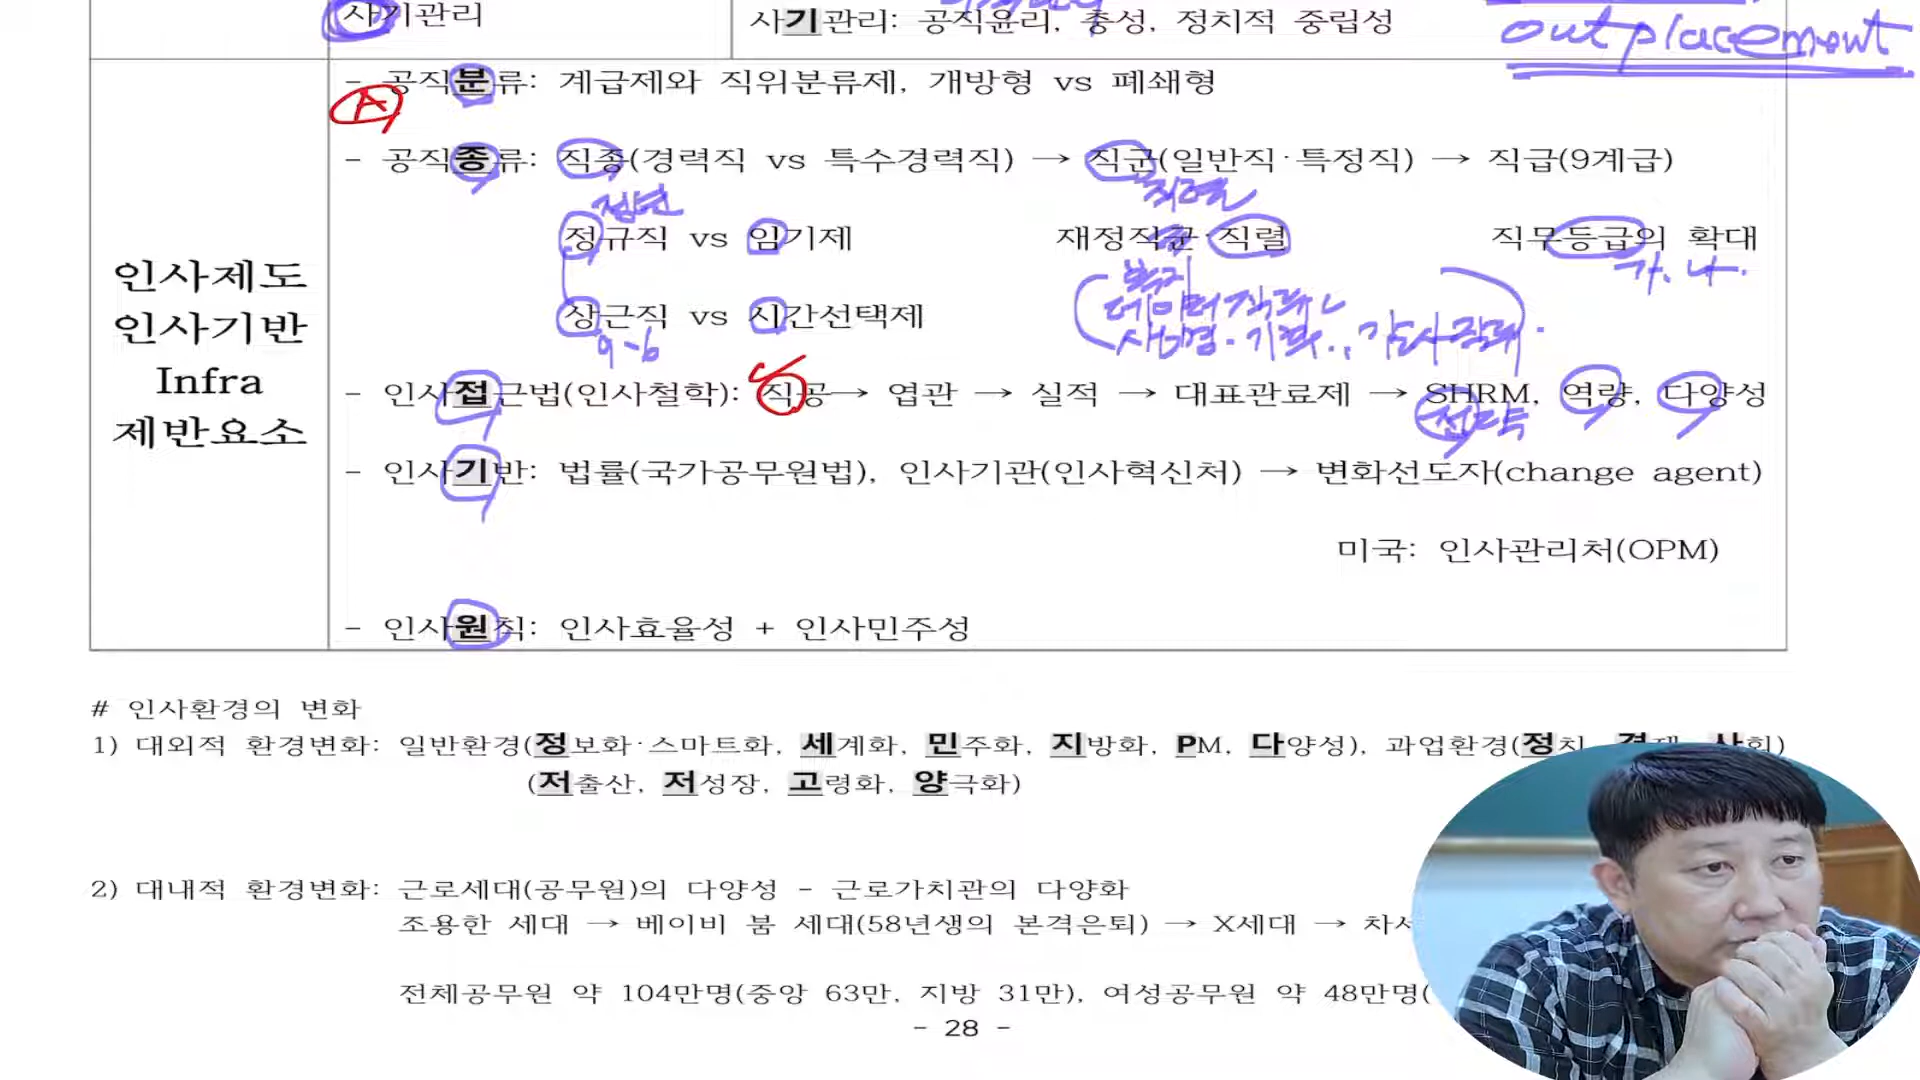 사기관리
사기관리: 공직윤리, 충성, 정치적 중립성
outplacement
- 공직분류: 계급제와 직위분류제, 개방형 vs 폐쇄형
A
- 공직종류: 직종(경력직 vs 특수경력직) → 직군(일반직·특정직) → 직급(9계급)
직렬
정규직 vs 임기제
재정직군·직렬
직무등급의 확대
가. 나.
상근직 vs 시간선택제
9-6
데이터직류
인사제도
인사기반
Infra
제반요소
- 인사접근법(인사철학): 직공→ 엽관 → 실적 → 대표관료제 → SHRM, 역량, 다양성
전략
- 인사기반: 법률(국가공무원법), 인사기관(인사혁신처) → 변화선도자(change agent)
미국: 인사관리처(OPM)
- 인사원칙: 인사효율성 + 인사민주성
# 인사환경의 변화
1) 대외적 환경변화: 일반환경(정보화·스마트화, 세계화, 민주화, 지방화, PM, 다양성), 과업환경(정치, 경제, 사회)
(저출산, 저성장, 고령화, 양극화)
2) 대내적 환경변화: 근로세대(공무원)의 다양성 - 근로가치관의 다양화
조용한 세대 → 베이비 붐 세대(58년생의 본격은퇴) → X세대 → 차세
전체공무원 약 104만명(중앙 63만, 지방 31만), 여성공무원 약 48만명(
- 28 -